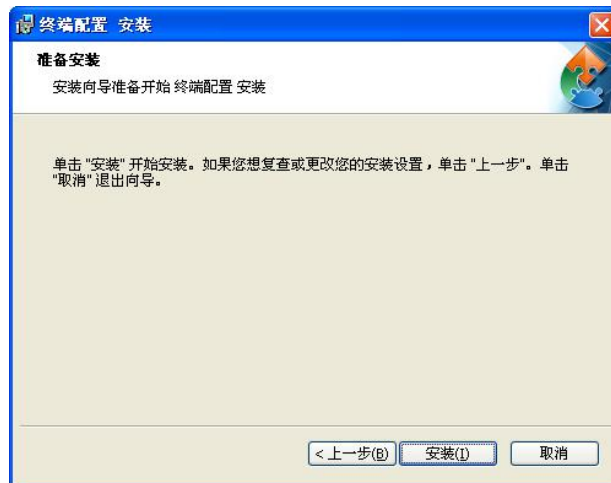 终端配置 安装
准备安装
安装向导准备开始 终端配置 安装
单击 "安装" 开始安装。如果您想复查或更改您的安装设置，单击 "上一步"。单击
"取消" 退出向导。
< 上一步(B) 安装(I) 取消